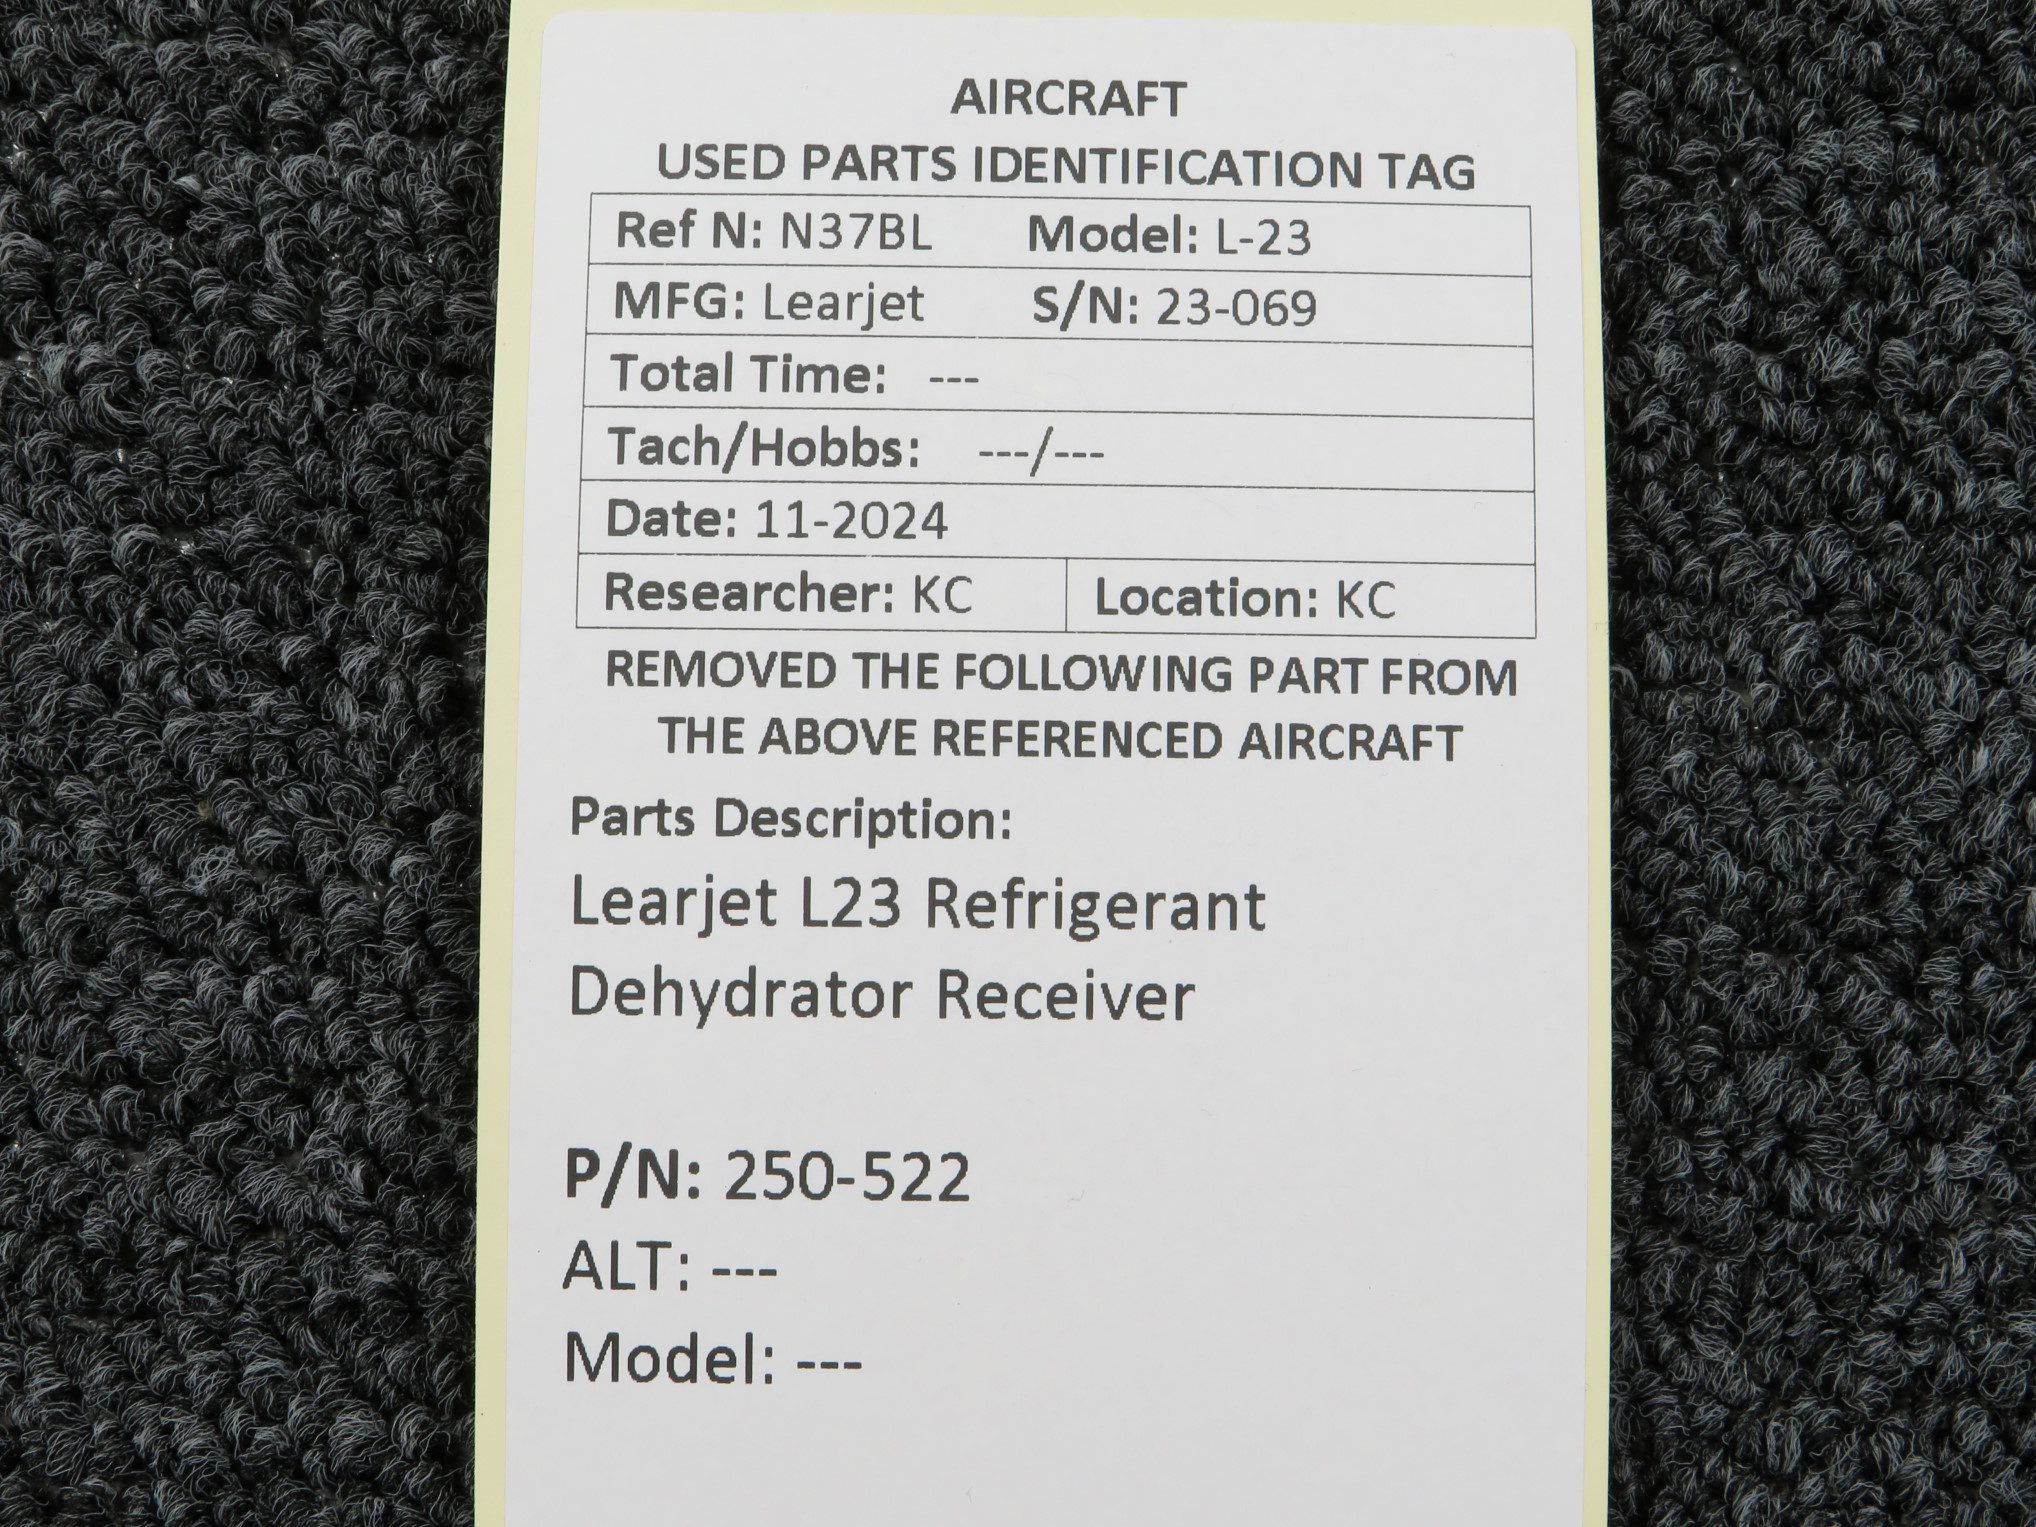 AIRCRAFT
USED PARTS IDENTIFICATION TAG
Ref N: N37BL Model: L-23
MFG: Learjet S/N: 23-069
Total Time: ---
Tach/Hobbs: ---/---
Date: 11-2024
Researcher: KC Location: KC
REMOVED THE FOLLOWING PART FROM
THE ABOVE REFERENCED AIRCRAFT
Parts Description:
Learjet L23 Refrigerant
Dehydrator Receiver
P/N: 250-522
ALT: ---
Model: ---